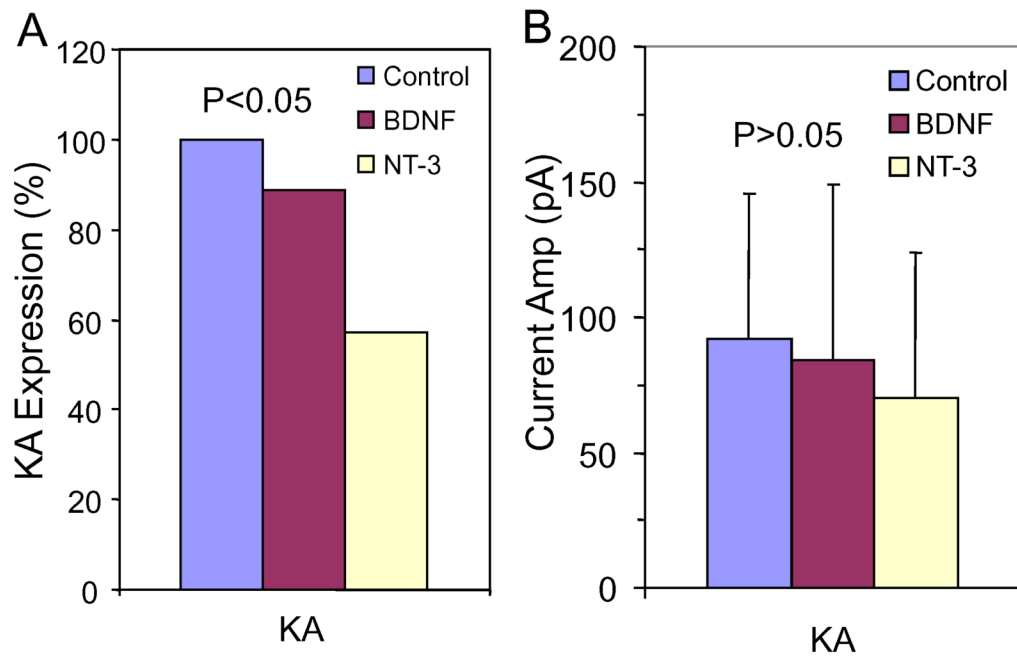 A
KA Expression (%)
120
100
80
60
40
20
0
P<0.05
Control
BDNF
NT-3
KA
B
Current Amp (pA)
200
150
100
50
0
P>0.05
Control
BDNF
NT-3
KA